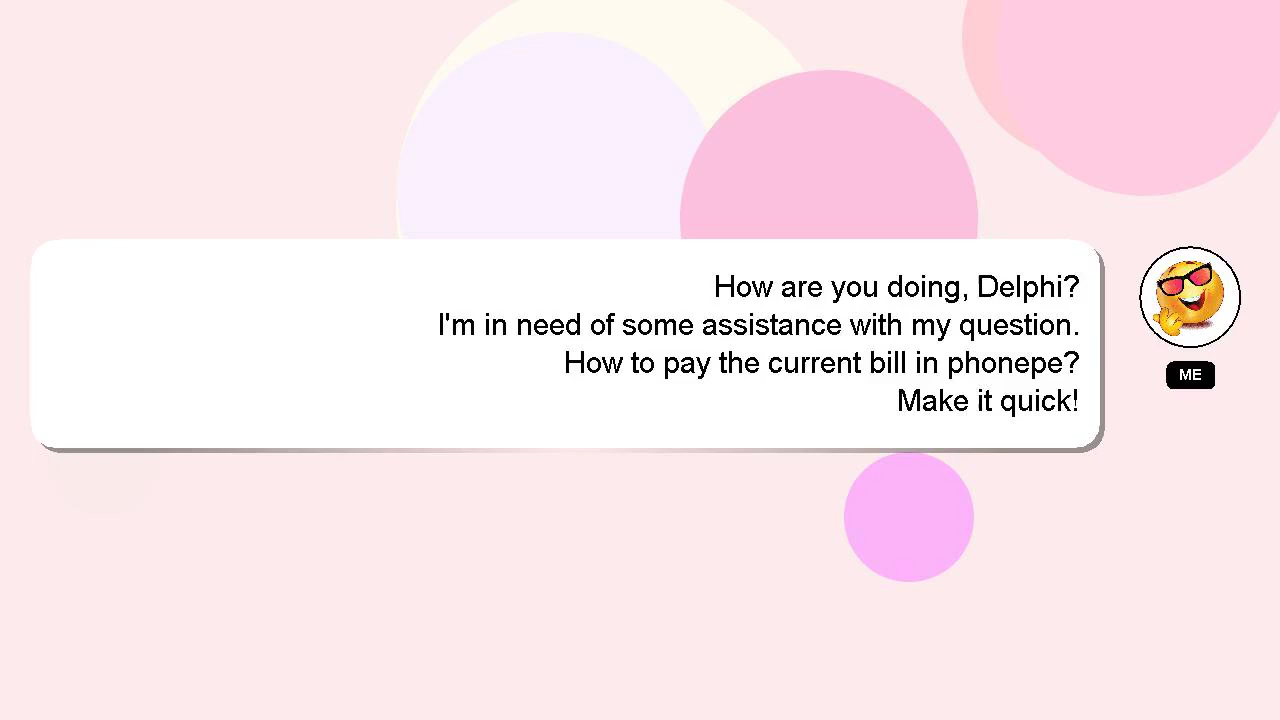 How are you doing, Delphi?
I'm in need of some assistance with my question.
How to pay the current bill in phonepe?
Make it quick!
ME